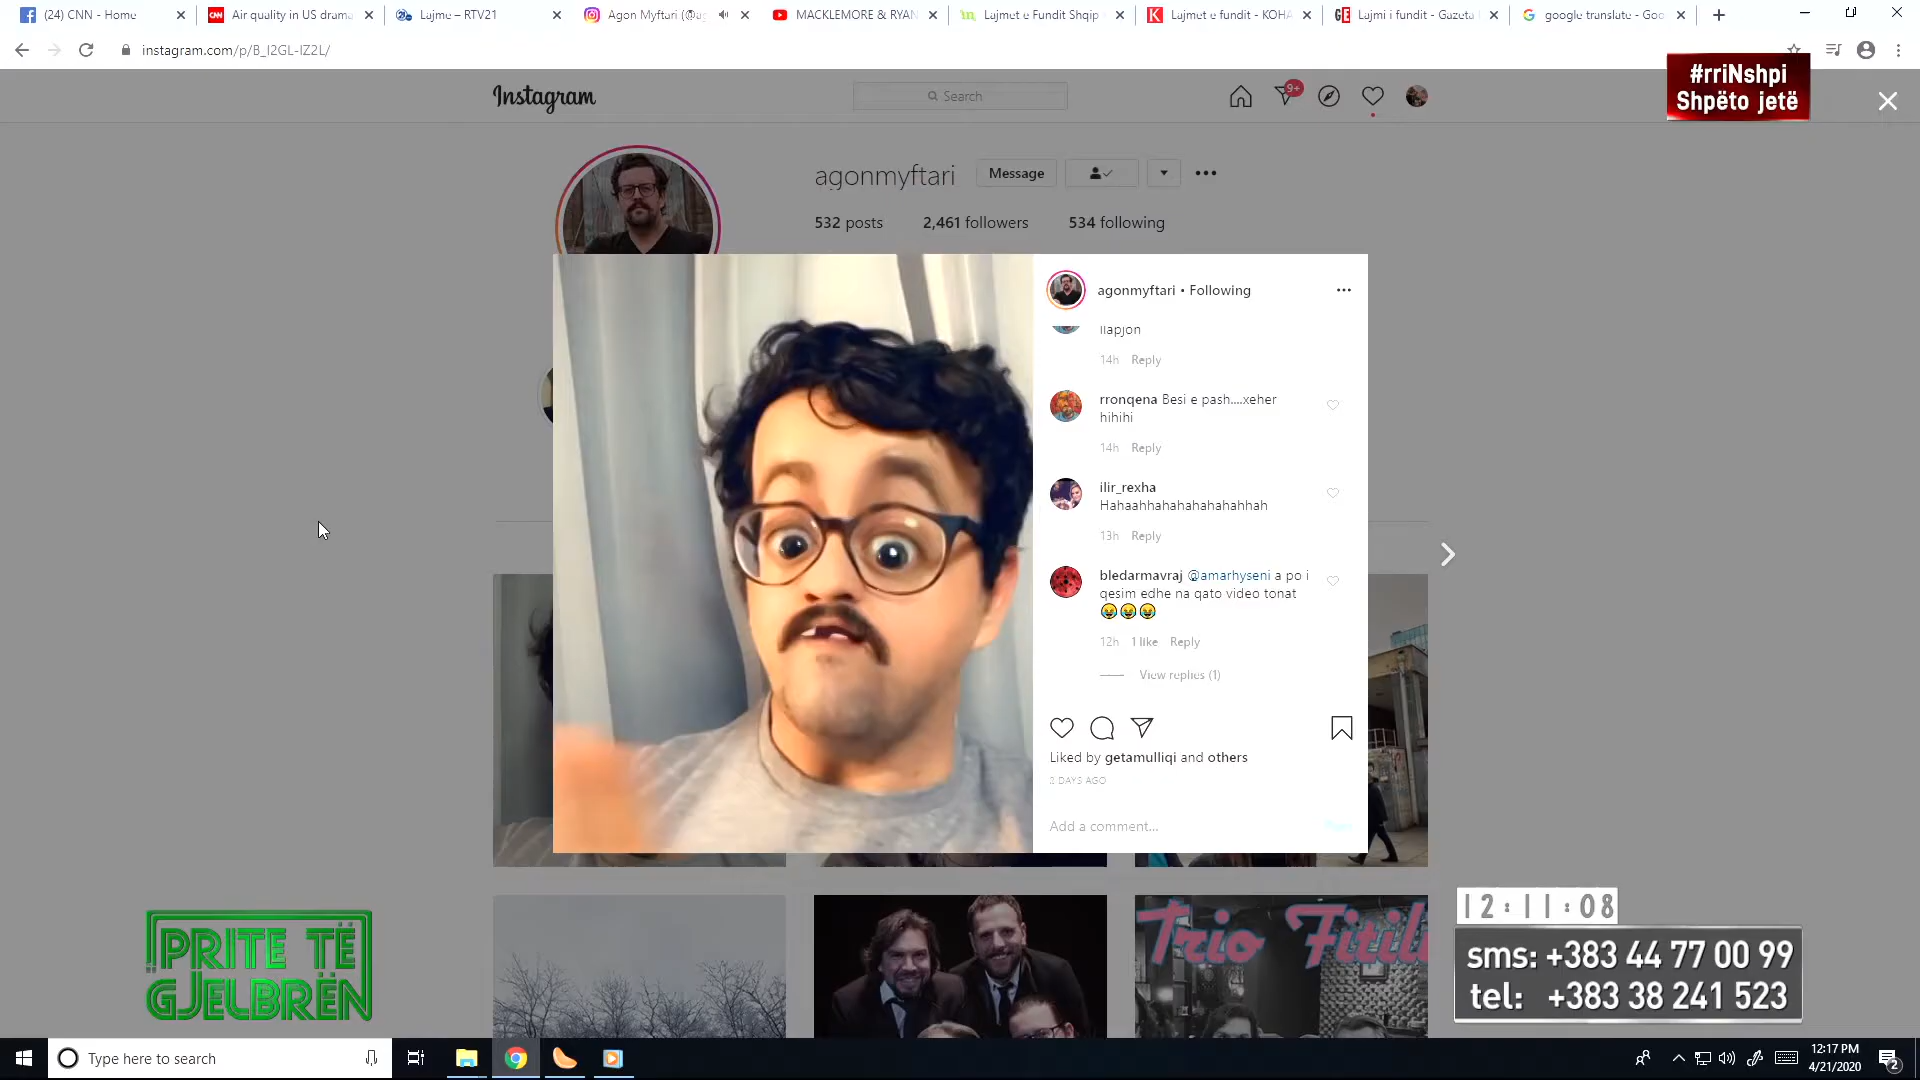 (24) CNN - Home
Air quality in US drama
Lajme – RTV21
Agon Myftari (@ag
MACKLEMORE & RYAN
Lajmet e Fundit Shqip
Lajmet e fundit - KOHA
Lajmi i fundit - Gazeta
google translate - Goo
instagram.com/p/B_I2GL-IZ2L/
#rriNshpi
Shpëto jetë
Instagram
Search
9+
agonmyftari
Message
532 posts
2,461 followers
534 following
agonmyftari • Following
llapjon
14h Reply
rronqena Besi e pash....xeher
hihihi
14h Reply
ilir_rexha
Hahaahhahahahahahahhah
13h Reply
bledarmavraj @amarhyseni a po i
qesim edhe na qato video tonat
12h 1 like Reply
View replies (1)
Liked by getamulliqi and others
2 DAYS AGO
Add a comment...
Trio Fitili
PRITE TË
GJELBRËN
12:11:08
sms: +383 44 77 00 99
tel: +383 38 241 523
Type here to search
12:17 PM
4/21/2020
2